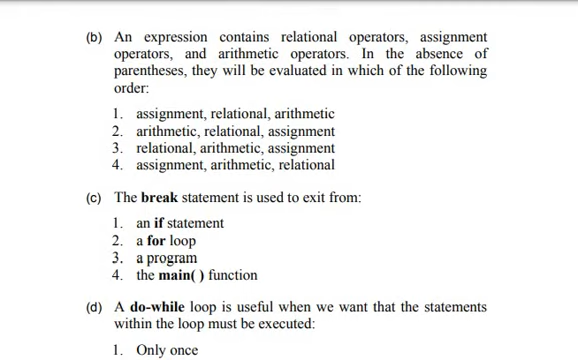 (b) An expression contains relational operators, assignment
operators, and arithmetic operators. In the absence of
parentheses, they will be evaluated in which of the following
order:
1. assignment, relational, arithmetic
2. arithmetic, relational, assignment
3. relational, arithmetic, assignment
4. assignment, arithmetic, relational
(c) The break statement is used to exit from:
1. an if statement
2. a for loop
3. a program
4. the main( ) function
(d) A do-while loop is useful when we want that the statements
within the loop must be executed:
1. Only once